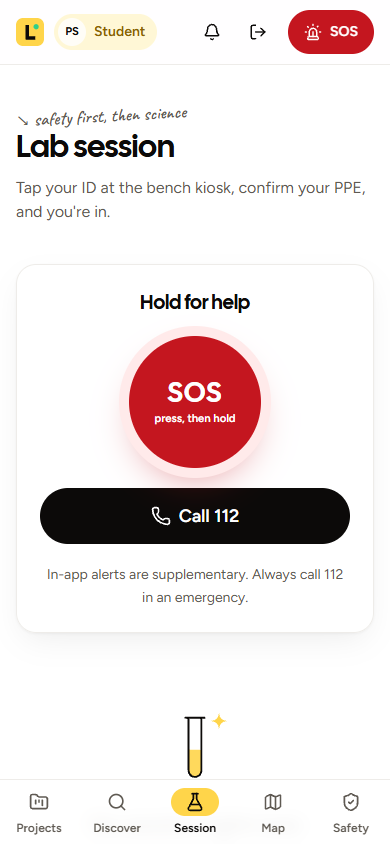 L
PS Student
SOS
↘ safety first, then science
Lab session
Tap your ID at the bench kiosk, confirm your PPE,
and you're in.
Hold for help
SOS
press, then hold
Call 112
In-app alerts are supplementary. Always call 112
in an emergency.
Projects Discover Session Map Safety